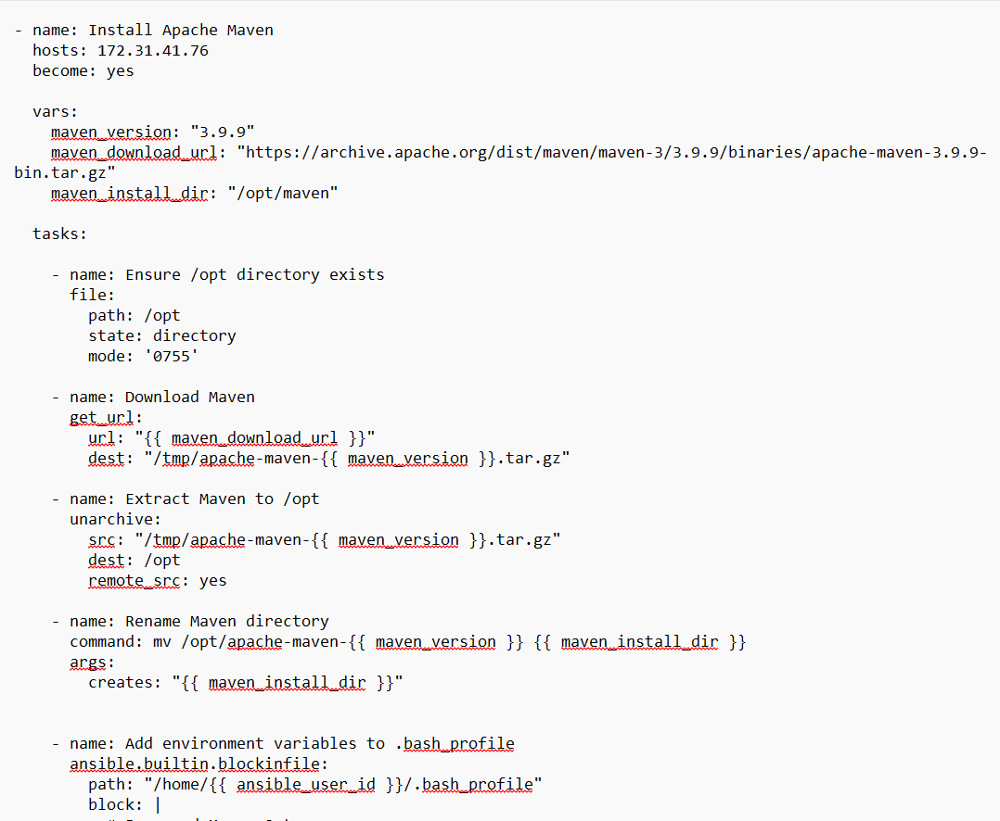 - name: Install Apache Maven
  hosts: 172.31.41.76
  become: yes

  vars:
    maven_version: "3.9.9"
    maven_download_url: "https://archive.apache.org/dist/maven/maven-3/3.9.9/binaries/apache-maven-3.9.9-
bin.tar.gz"
    maven_install_dir: "/opt/maven"

  tasks:

    - name: Ensure /opt directory exists
      file:
        path: /opt
        state: directory
        mode: '0755'

    - name: Download Maven
      get_url:
        url: "{{ maven_download_url }}"
        dest: "/tmp/apache-maven-{{ maven_version }}.tar.gz"

    - name: Extract Maven to /opt
      unarchive:
        src: "/tmp/apache-maven-{{ maven_version }}.tar.gz"
        dest: /opt
        remote_src: yes

    - name: Rename Maven directory
      command: mv /opt/apache-maven-{{ maven_version }} {{ maven_install_dir }}
      args:
        creates: "{{ maven_install_dir }}"


    - name: Add environment variables to .bash_profile
      ansible.builtin.blockinfile:
        path: "/home/{{ ansible_user_id }}/.bash_profile"
        block: |